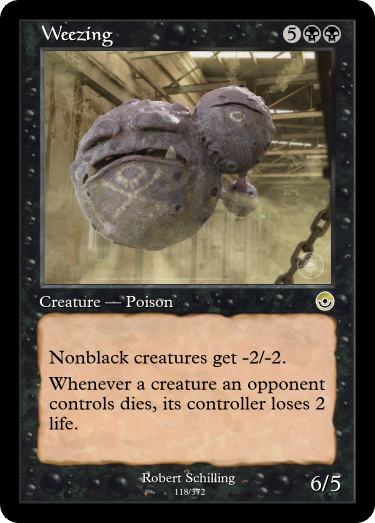 Weezing 5
Creature — Poison
Nonblack creatures get -2/-2.
Whenever a creature an opponent
controls dies, its controller loses 2
life.
Robert Schilling
118/372
6/5